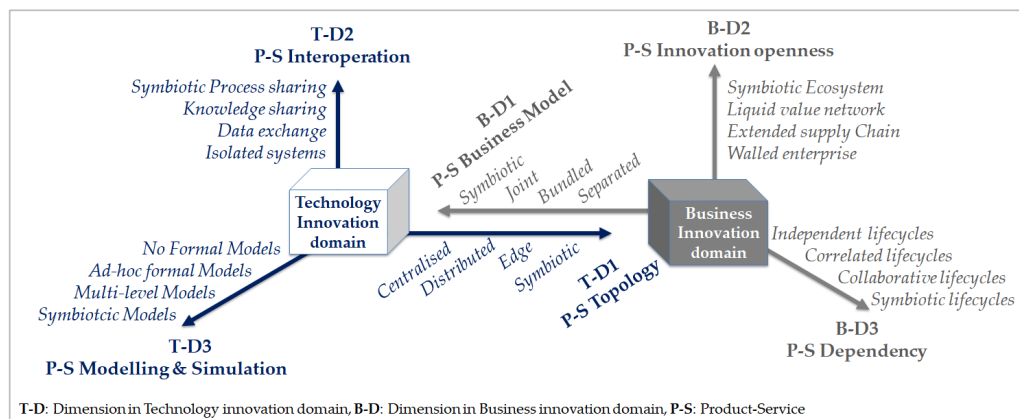 T-D2
P-S Interoperation
Symbiotic Process sharing
Knowledge sharing
Data exchange
Isolated systems
B-D2
P-S Innovation openness
Symbiotic Ecosystem
Liquid value network
Extended supply Chain
Walled enterprise
B-D1
P-S Business Model
Symbiotic
Joint
Bundled
Separated
Technology
Innovation
domain
Business
Innovation
domain
Centralised
Distributed
Edge
Symbiotic
T-D1
P-S Topology
No Formal Models
Ad-hoc formal Models
Multi-level Models
Symbiotcic Models
T-D3
P-S Modelling & Simulation
Independent lifecycles
Correlated lifecycles
Collaborative lifecycles
Symbiotic lifecycles
B-D3
P-S Dependency
T-D: Dimension in Technology innovation domain, B-D: Dimension in Business innovation domain, P-S: Product-Service